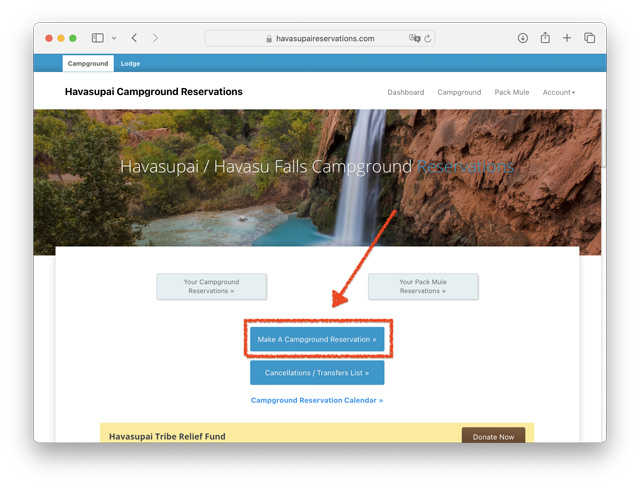 havasupaireservations.com
Campground
Lodge
Havasupai Campground Reservations
Dashboard
Campground
Pack Mule
Account
Havasupai / Havasu Falls Campground Reservations
Your Campground
Reservations »
Your Pack Mule
Reservations »
Make A Campground Reservation »
Cancellations / Transfers List »
Campground Reservation Calendar »
Havasupai Tribe Relief Fund
Donate Now